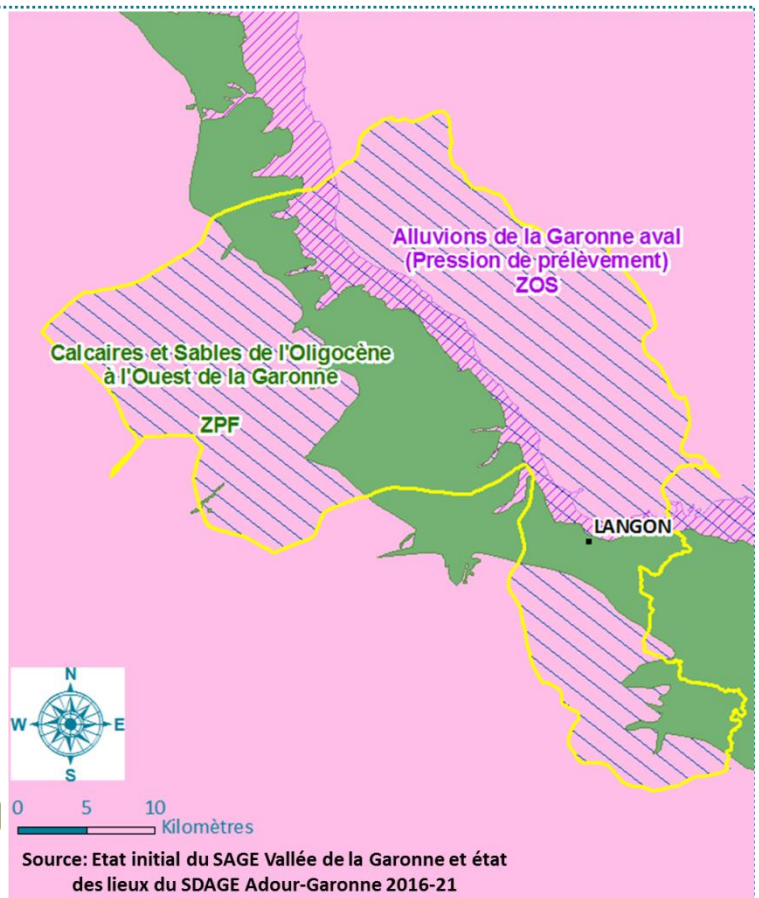 Alluvions de la Garonne aval
(Pression de prélèvement)
ZOS
Calcaires et Sables de l'Oligocène
à l'Ouest de la Garonne
ZPF
LANGON
N
W
E
S
0 5 10
Kilomètres
Source: Etat initial du SAGE Vallée de la Garonne et état
des lieux du SDAGE Adour-Garonne 2016-21